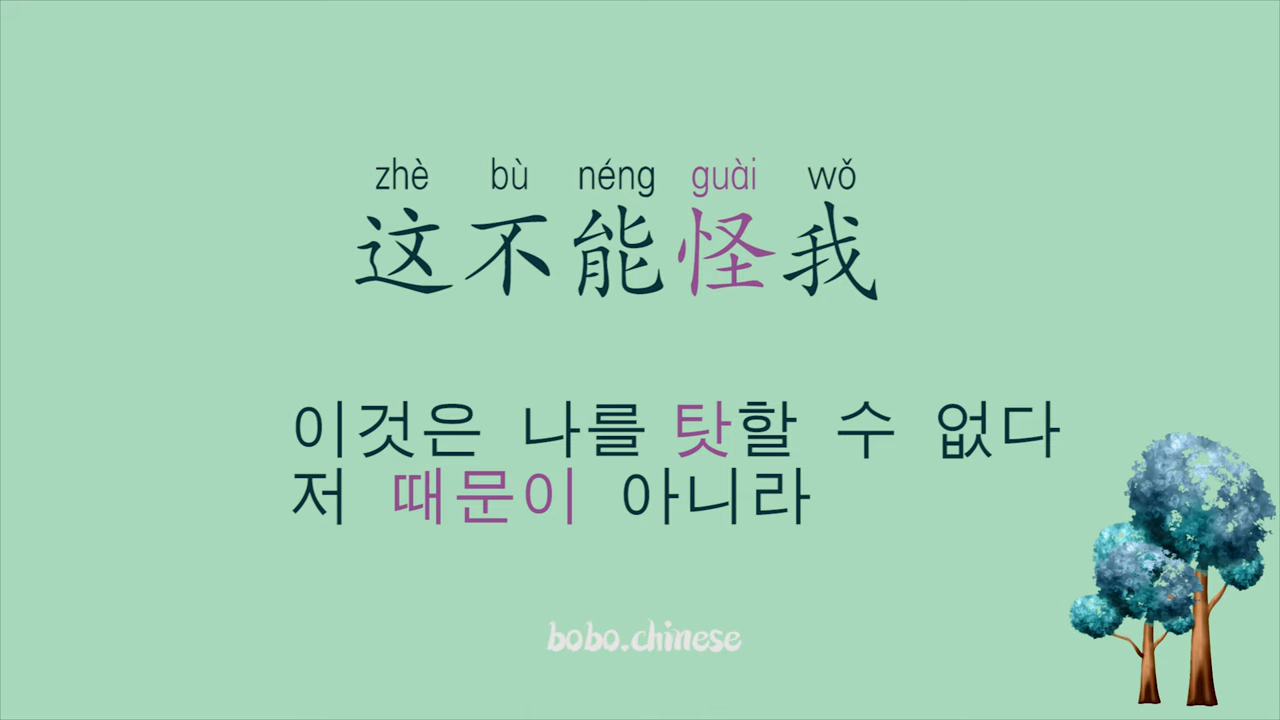 zhè bù néng guài wǒ
这不能怪我
이것은 나를 탓할 수 없다
저 때문이 아니라
bobo.chinese